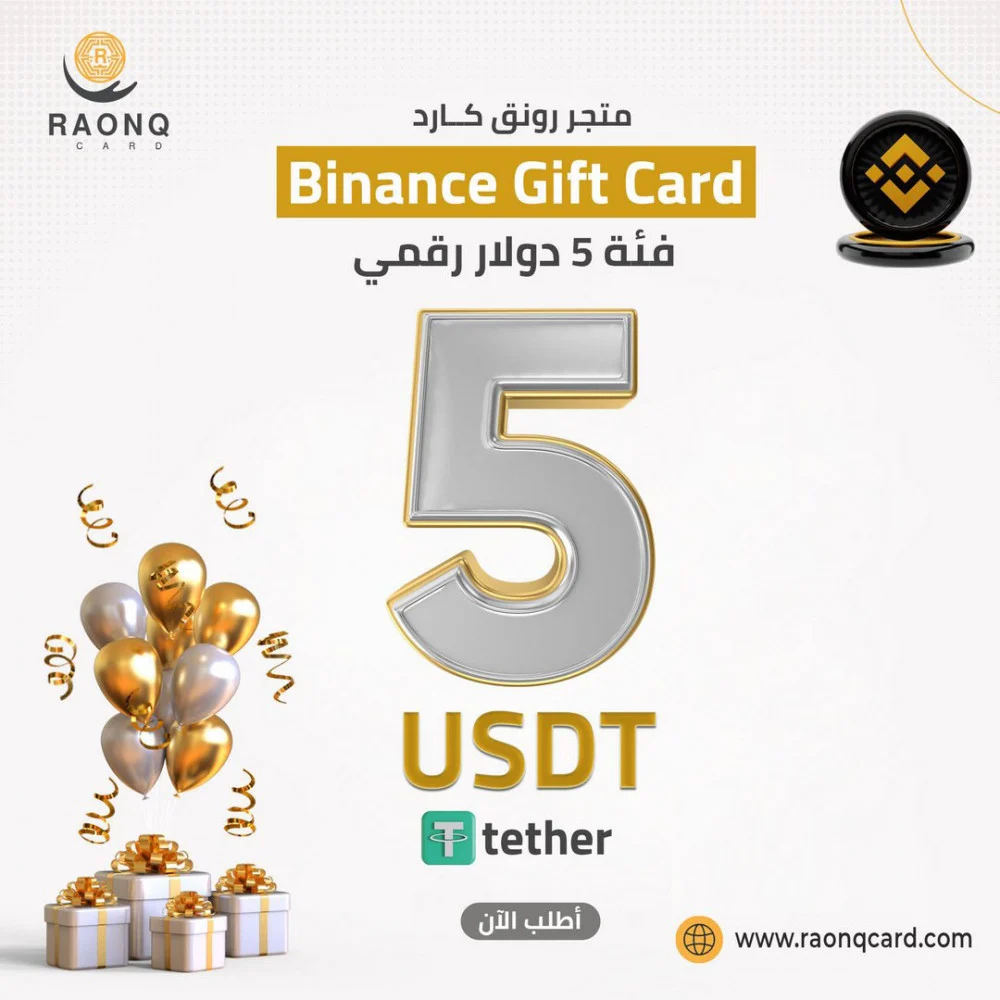 RAONQ
CARD
متجر رونق كــارد
Binance Gift Card
فئة 5 دولار رقمي
5
USDT
tether
أطلب الآن
www.raonqcard.com